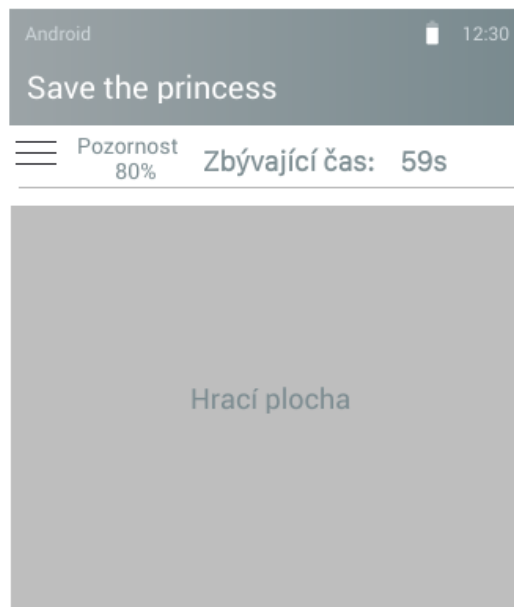 Android 12:30
Save the princess
Pozornost
80%
Zbývající čas: 59s
Hrací plocha